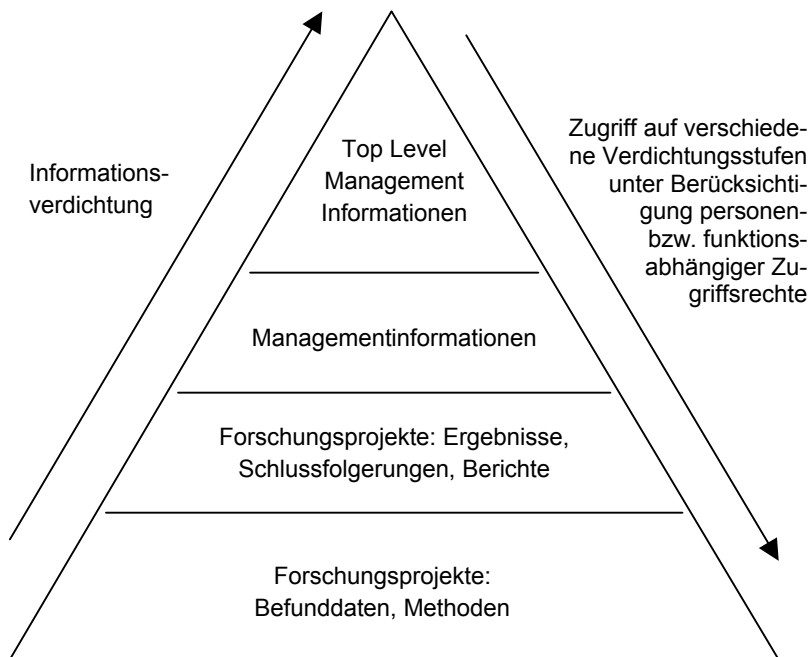 Informations-
verdichtung
Top Level
Management
Informationen
Zugriff auf verschiede-
ne Verdichtungsstufen
unter Berücksichti-
gung personen-
bzw. funktions-
abhängiger Zu-
griffsrechte
Managementinformationen
Forschungsprojekte: Ergebnisse,
Schlussfolgerungen, Berichte
Forschungsprojekte:
Befunddaten, Methoden